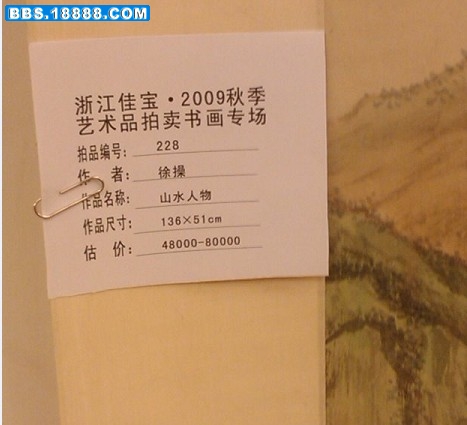 BBS.18888.COM
浙江佳宝·2009秋季
艺术品拍卖书画专场
拍品编号: 228
作 者: 徐操
作品名称: 山水人物
作品尺寸: 136×51cm
估 价: 48000-80000